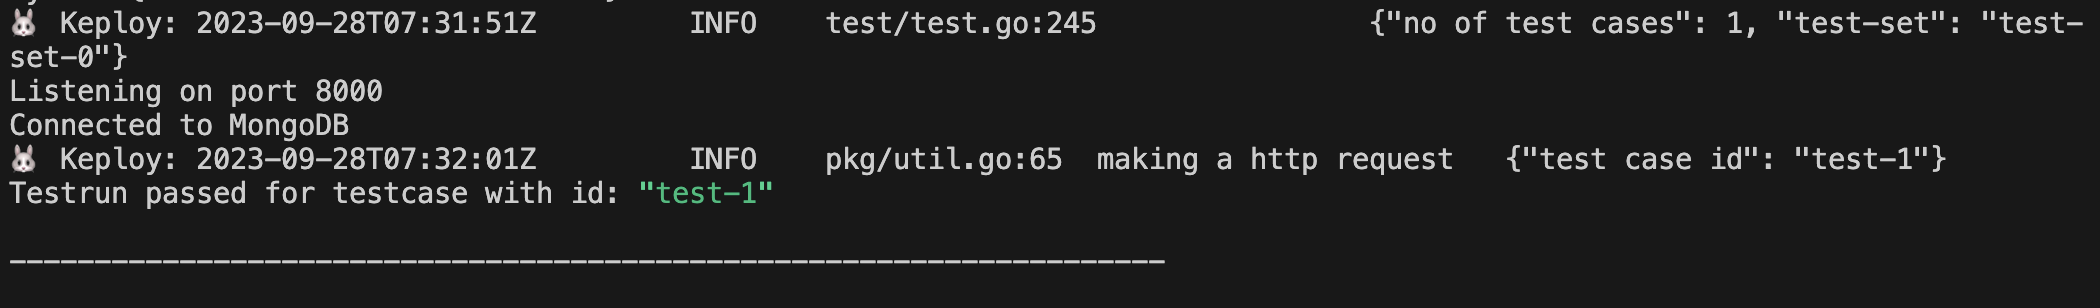 🐰 Keploy: 2023-09-28T07:31:51Z INFO test/test.go:245 {"no of test cases": 1, "test-set": "test-
set-0"}
Listening on port 8000
Connected to MongoDB
🐰 Keploy: 2023-09-28T07:32:01Z INFO pkg/util.go:65 making a http request {"test case id": "test-1"}
Testrun passed for testcase with id: "test-1"
--------------------------------------------------------------------